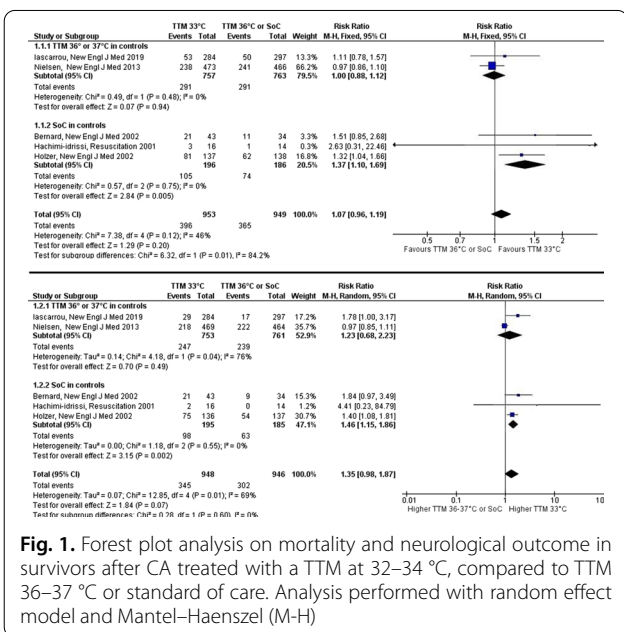 TTM 33°C TTM 36°C or SoC Risk Ratio Risk Ratio
Study or Subgroup Events Total Events Total Weight M-H, Fixed, 95% CI M-H, Fixed, 95% CI
1.1.1 TTM 36° or 37°C in controls
Iascarrou, New Engl J Med 2019 53 284 50 297 13.3% 1.11 [0.78, 1.57]
Nielsen, New Engl J Med 2013 238 473 241 466 66.2% 0.97 [0.86, 1.10]
Subtotal (95% CI) 757 763 79.5% 1.00 [0.88, 1.12]
Total events 291 291
Heterogeneity: Chi² = 0.49, df = 1 (P = 0.48); I² = 0%
Test for overall effect: Z = 0.07 (P = 0.94)
1.1.2 SoC in controls
Bernard, New Engl J Med 2002 21 43 11 34 3.3% 1.51 [0.85, 2.68]
Hachimi-idrissi, Resuscitation 2001 3 16 1 14 0.2% 2.63 [0.31, 22.46]
Holzer, New Engl J Med 2002 81 137 62 138 16.8% 1.32 [1.04, 1.66]
Subtotal (95% CI) 196 186 20.5% 1.37 [1.10, 1.69]
Total events 105 74
Heterogeneity: Chi² = 0.57, df = 2 (P = 0.75); I² = 0%
Test for overall effect: Z = 2.84 (P = 0.005)
Total (95% CI) 953 949 100.0% 1.07 [0.96, 1.19]
Total events 396 365
Heterogeneity: Chi² = 7.38, df = 4 (P = 0.12); I² = 46%
Test for overall effect: Z = 1.29 (P = 0.20)
Test for subgroup differences: Chi² = 6.32, df = 1 (P = 0.01), I² = 84.2%
0.5 0.7 1 1.5 2
Favours TTM 36°C or SoC Favours TTM 33°C
TTM 33°C TTM 36°C or SoC Risk Ratio Risk Ratio
Study or Subgroup Events Total Events Total Weight M-H, Random, 95% CI M-H, Random, 95% CI
1.2.1 TTM 36° or 37°C in controls
Iascarrou, New Engl J Med 2019 29 284 17 297 17.2% 1.78 [1.00, 3.17]
Nielsen, New Engl J Med 2013 218 469 222 464 35.7% 0.97 [0.85, 1.11]
Subtotal (95% CI) 753 761 52.9% 1.23 [0.68, 2.23]
Total events 247 239
Heterogeneity: Tau² = 0.14; Chi² = 4.18, df = 1 (P = 0.04); I² = 76%
Test for overall effect: Z = 0.70 (P = 0.49)
1.2.2 SoC in controls
Bernard, New Engl J Med 2002 21 43 9 34 15.3% 1.84 [0.97, 3.49]
Hachimi-idrissi, Resuscitation 2001 2 16 0 14 1.2% 4.41 [0.23, 84.79]
Holzer, New Engl J Med 2002 75 136 54 137 30.7% 1.40 [1.08, 1.81]
Subtotal (95% CI) 195 185 47.1% 1.46 [1.15, 1.86]
Total events 98 63
Heterogeneity: Tau² = 0.00; Chi² = 1.18, df = 2 (P = 0.55); I² = 0%
Test for overall effect: Z = 3.15 (P = 0.002)
Total (95% CI) 948 946 100.0% 1.35 [0.98, 1.87]
Total events 345 302
Heterogeneity: Tau² = 0.07; Chi² = 12.85, df = 4 (P = 0.01); I² = 69%
Test for overall effect: Z = 1.84 (P = 0.07)
Test for subgroup differences: Chi² = 0.28, df = 1 (P = 0.60), I² = 0%
0.01 0.1 1 10 10
Higher TTM 36-37°C or SoC Higher TTM 33°C
Fig. 1. Forest plot analysis on mortality and neurological outcome in
survivors after CA treated with a TTM at 32–34 °C, compared to TTM
36–37 °C or standard of care. Analysis performed with random effect
model and Mantel–Haenszel (M-H)